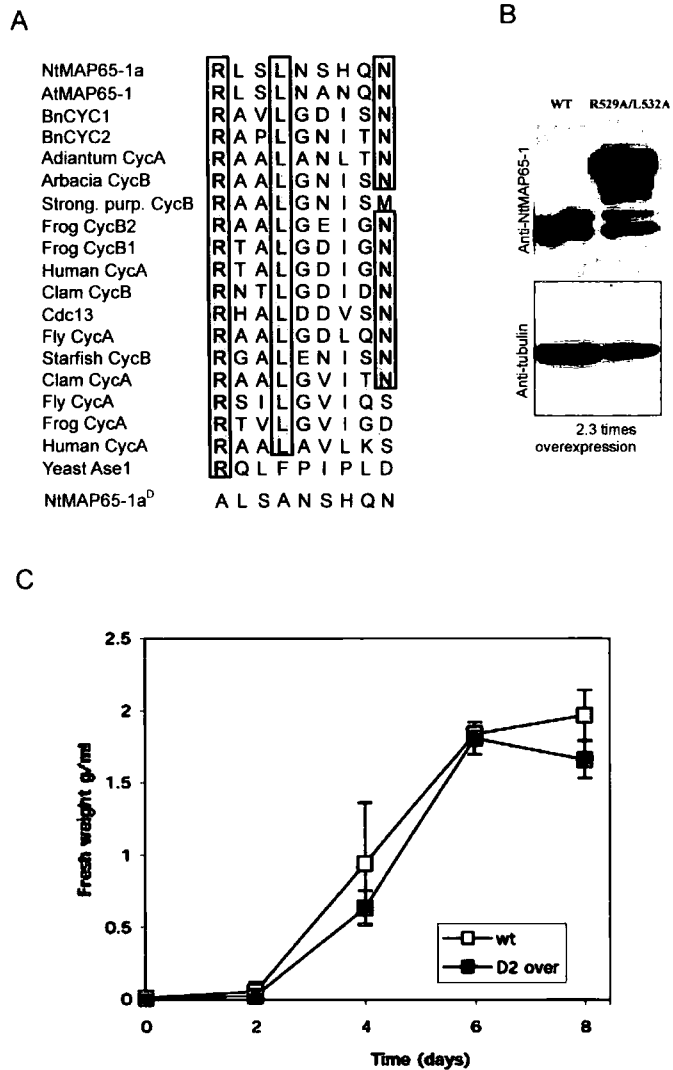 A
NtMAP65-1a R L S L N S H Q N
AtMAP65-1 R L S L N A N Q N
BnCYC1 R A V L G D I S N
BnCYC2 R A P L G N I T N
Adiantum CycA R A A L A N L T N
Arbacia CycB R A A L G N I S N
Strong. purp. CycB R A A L G N I S M
Frog CycB2 R A A L G E I G N
Frog CycB1 R T A L G D I G N
Human CycA R T A L G D I G N
Clam CycB R N T L G D I D N
Cdc13 R H A L D D V S N
Fly CycA R A A L G D L Q N
Starfish CycB R G A L E N I S N
Clam CycA R A A L G V I T N
Fly CycA R S I L G V I Q S
Frog CycA R T V L G V I G D
Human CycA R A A L A V L K S
Yeast Ase1 R Q L F P I P L D
NtMAP65-1aD A L S A N S H Q N
B
WT R529A/L532A
Anti-NtMAP65-1
Anti-tubulin
2.3 times
overexpression
C
2.5
2
1.5
1
0.5
0
Fresh weight g/ml
wt
D2 over
0 2 4 6 8
Time (days)